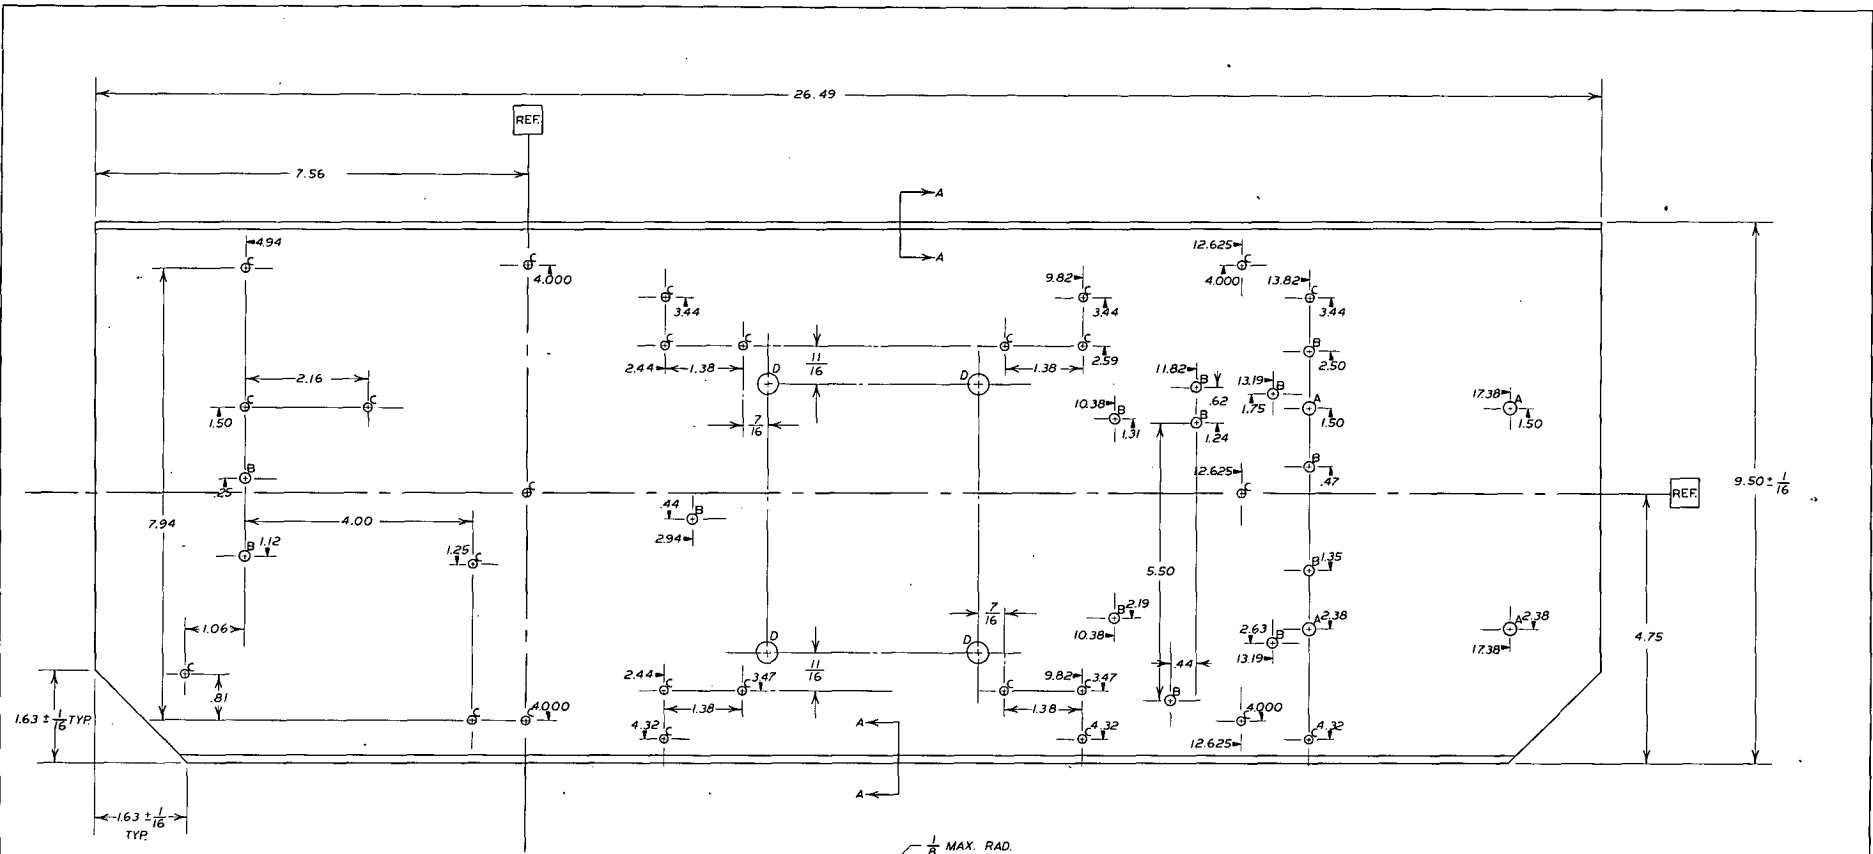 26.49
REF.
7.56
A
A
4.94
C
C
4.000
12.625
C
4.000
9.82
13.82
C
3.44
C
3.44
C
3.44
C
C
C
C
11
16
2.44
1.38
1.38
2.59
B
2.50
2.16
D
D
11.82
B
.62
13.19
B
1.75
17.38
A
A
1.50
1.50
C
C
1.50
10.38
B
1.31
B
1.24
7
16
B
.25
12.625
B
.47
C
C
REF.
9.50 ± 1
16
7.94
4.00
.44
B
2.94
B
1.12
1.25
C
5.50
B
1.35
7
16
B
2.19
10.38
2.63
A
2.38
B
13.19
A
2.38
17.38
4.75
1.06
C
.81
D
D
11
16
.44
B
2.44
C
C
3.47
9.82
C
C
3.47
1.38
1.38
1.63 ± 1 TYP.
16
C
C
4.000
C
4.000
12.625
4.32
C
C
4.32
C
4.32
A
A
1.63 ± 1
16
TYP.
1 MAX. RAD.
8